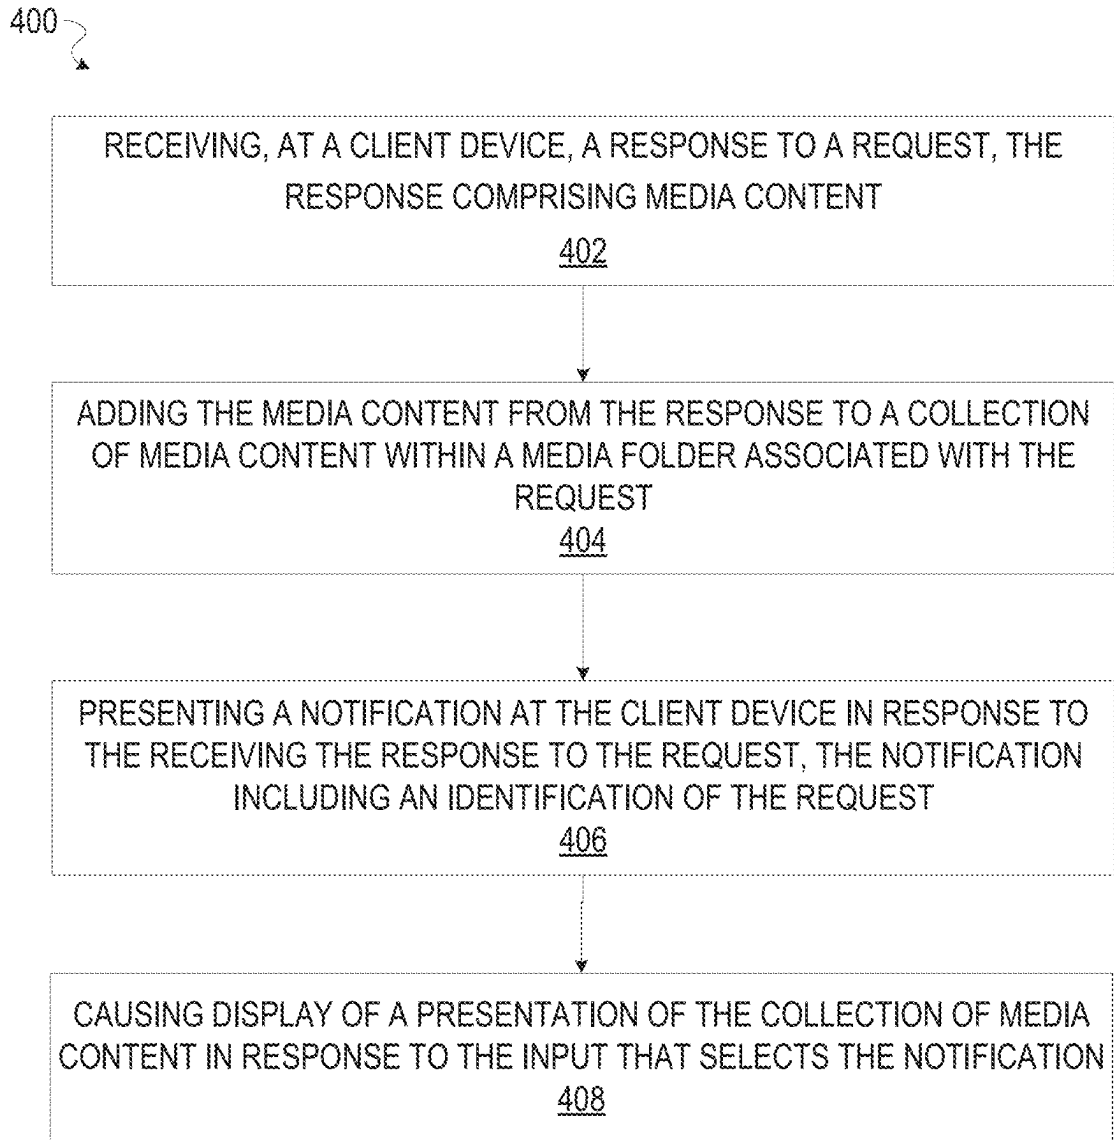 400
RECEIVING, AT A CLIENT DEVICE, A RESPONSE TO A REQUEST, THE
RESPONSE COMPRISING MEDIA CONTENT
402
ADDING THE MEDIA CONTENT FROM THE RESPONSE TO A COLLECTION
OF MEDIA CONTENT WITHIN A MEDIA FOLDER ASSOCIATED WITH THE
REQUEST
404
PRESENTING A NOTIFICATION AT THE CLIENT DEVICE IN RESPONSE TO
THE RECEIVING THE RESPONSE TO THE REQUEST, THE NOTIFICATION
INCLUDING AN IDENTIFICATION OF THE REQUEST
406
CAUSING DISPLAY OF A PRESENTATION OF THE COLLECTION OF MEDIA
CONTENT IN RESPONSE TO THE INPUT THAT SELECTS THE NOTIFICATION
408